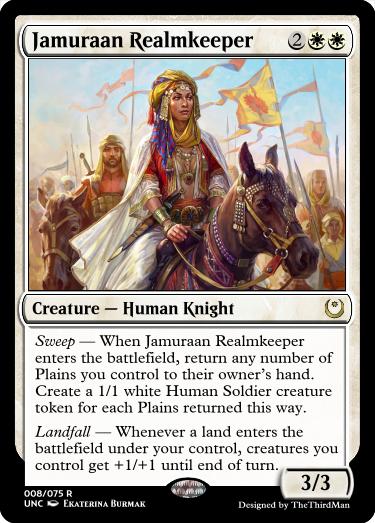 Jamuraan Realmkeeper 2
Creature — Human Knight
Sweep — When Jamuraan Realmkeeper
enters the battlefield, return any number of
Plains you control to their owner's hand.
Create a 1/1 white Human Soldier creature
token for each Plains returned this way.
Landfall — Whenever a land enters the
battlefield under your control, creatures you
control get +1/+1 until end of turn.
3/3
008/075 R
UNC Ekaterina Burmak
Designed by TheThirdMan